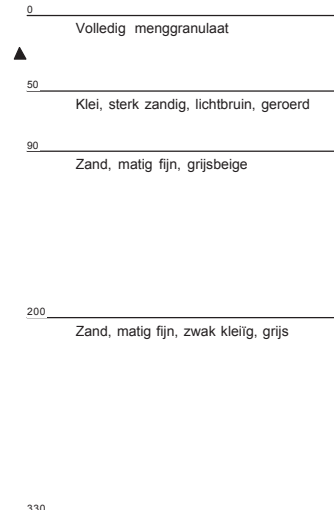 0
Volledig menggranulaat
50
Klei, sterk zandig, lichtbruin, geroerd
90
Zand, matig fijn, grijsbeige
200
Zand, matig fijn, zwak kleiïg, grijs
330